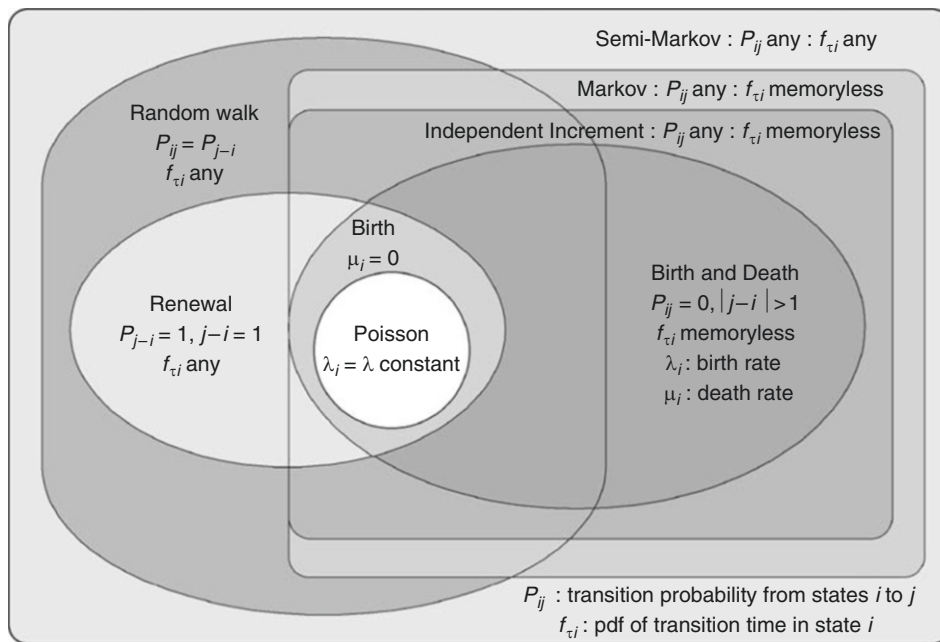 Semi-Markov : P_ij any : f_τi any
Markov : P_ij any : f_τi memoryless
Independent Increment : P_ij any : f_τi memoryless
Random walk
P_ij = P_j–i
f_τi any
Birth
μ_i = 0
Renewal
P_j–i = 1, j–i = 1
f_τi any
Poisson
λ_i = λ constant
Birth and Death
P_ij = 0, |j–i| >1
f_τi memoryless
λ_i : birth rate
μ_i : death rate
P_ij : transition probability from states i to j
f_τi : pdf of transition time in state i